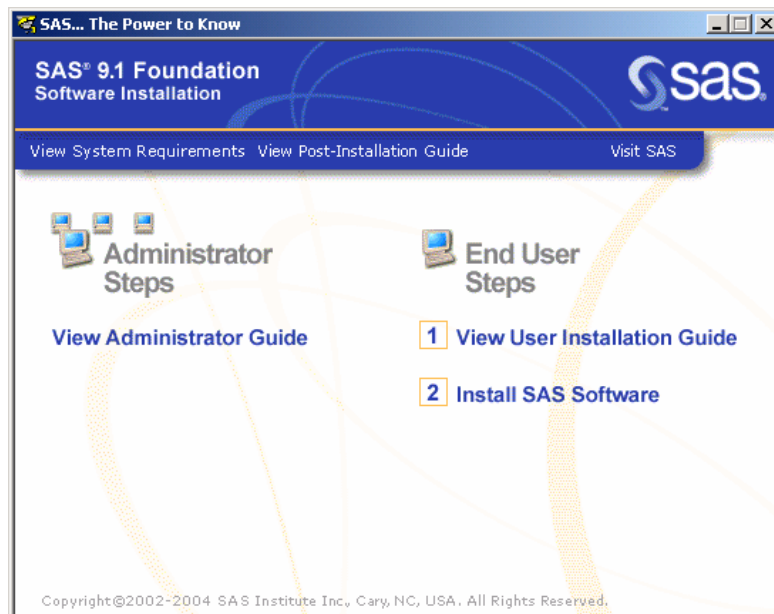 SAS... The Power to Know
SAS® 9.1 Foundation
Software Installation
sas.
View System Requirements View Post-Installation Guide Visit SAS
Administrator
Steps
View Administrator Guide
End User
Steps
1 View User Installation Guide
2 Install SAS Software
Copyright©2002-2004 SAS Institute Inc., Cary, NC, USA. All Rights Reserved.